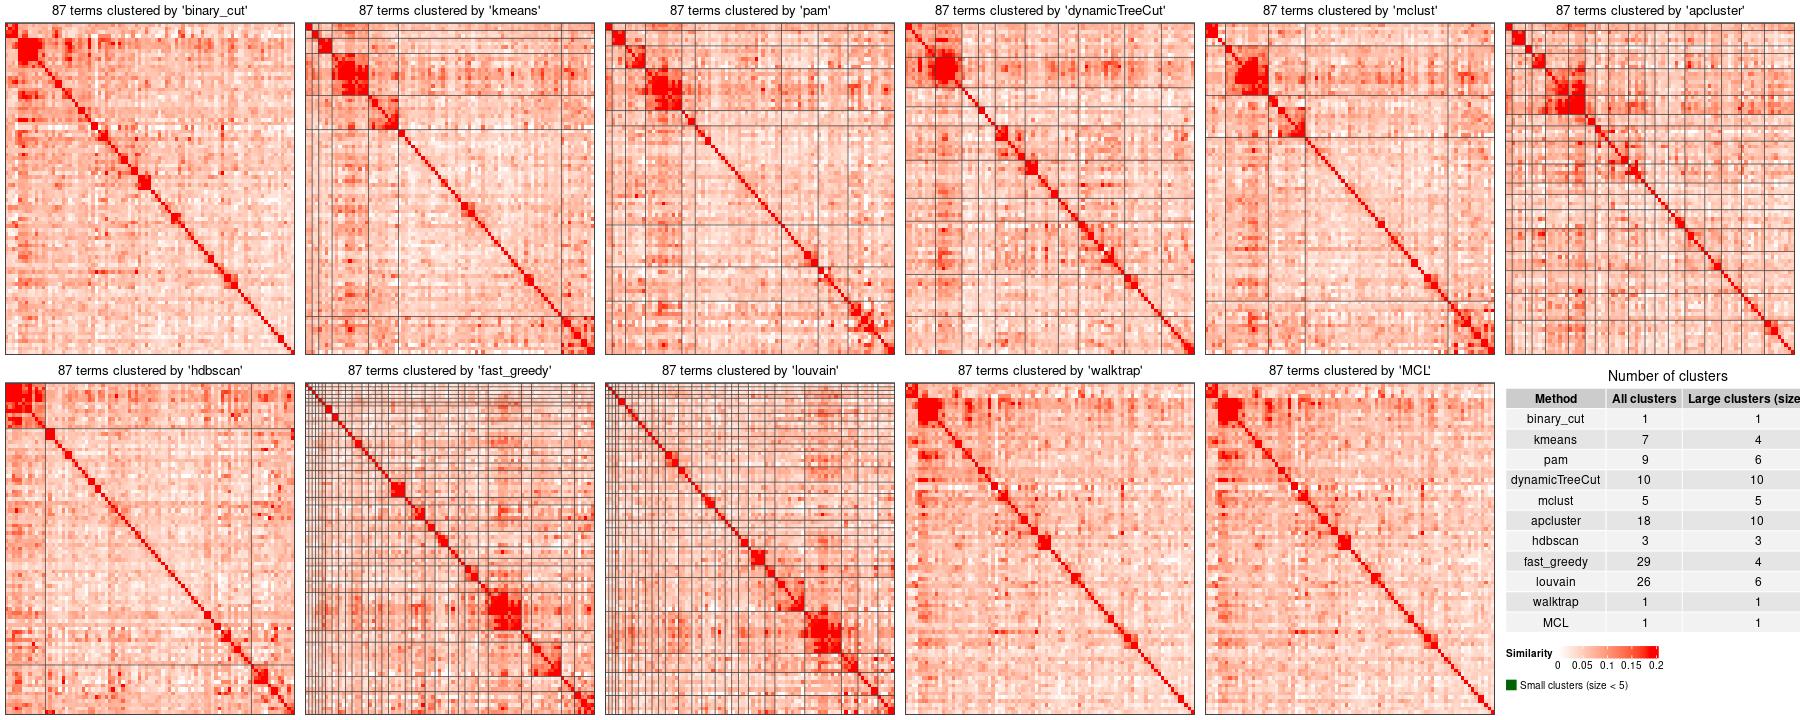 87 terms clustered by 'binary_cut'
87 terms clustered by 'kmeans'
87 terms clustered by 'pam'
87 terms clustered by 'dynamicTreeCut'
87 terms clustered by 'mclust'
87 terms clustered by 'apcluster'
87 terms clustered by 'hdbscan'
87 terms clustered by 'fast_greedy'
87 terms clustered by 'louvain'
87 terms clustered by 'walktrap'
87 terms clustered by 'MCL'
Number of clusters
Method All clusters Large clusters (size
binary_cut 1 1
kmeans 7 4
pam 9 6
dynamicTreeCut 10 10
mclust 5 5
apcluster 18 10
hdbscan 3 3
fast_greedy 29 4
louvain 26 6
walktrap 1 1
MCL 1 1
Similarity
0 0.05 0.1 0.15 0.2
Small clusters (size < 5)